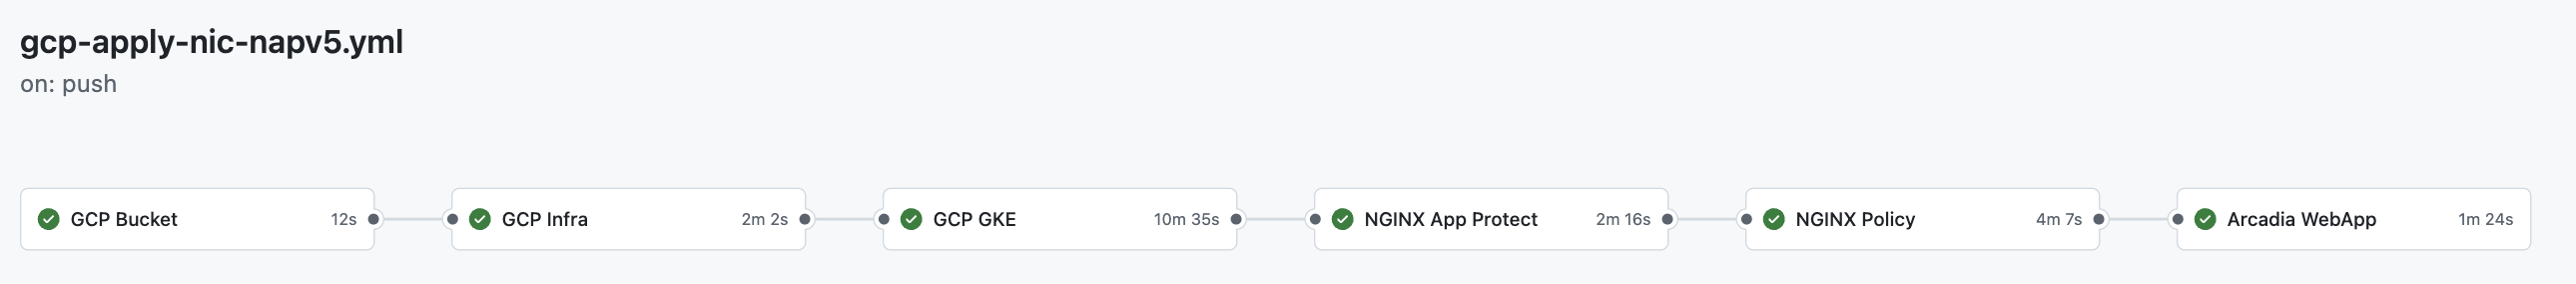 gcp-apply-nic-napv5.yml
on: push
GCP Bucket 12s
GCP Infra 2m 2s
GCP GKE 10m 35s
NGINX App Protect 2m 16s
NGINX Policy 4m 7s
Arcadia WebApp 1m 24s